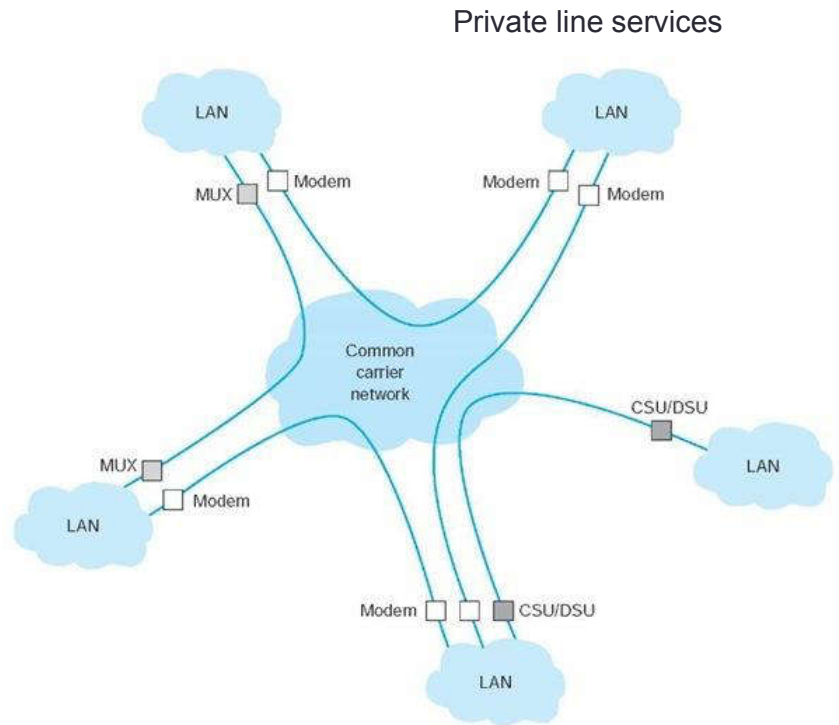 Private line services
LAN
LAN
Modem
MUX
Modem
Modem
Common
carrier
network
CSU/DSU
MUX
Modem
LAN
LAN
Modem
CSU/DSU
LAN